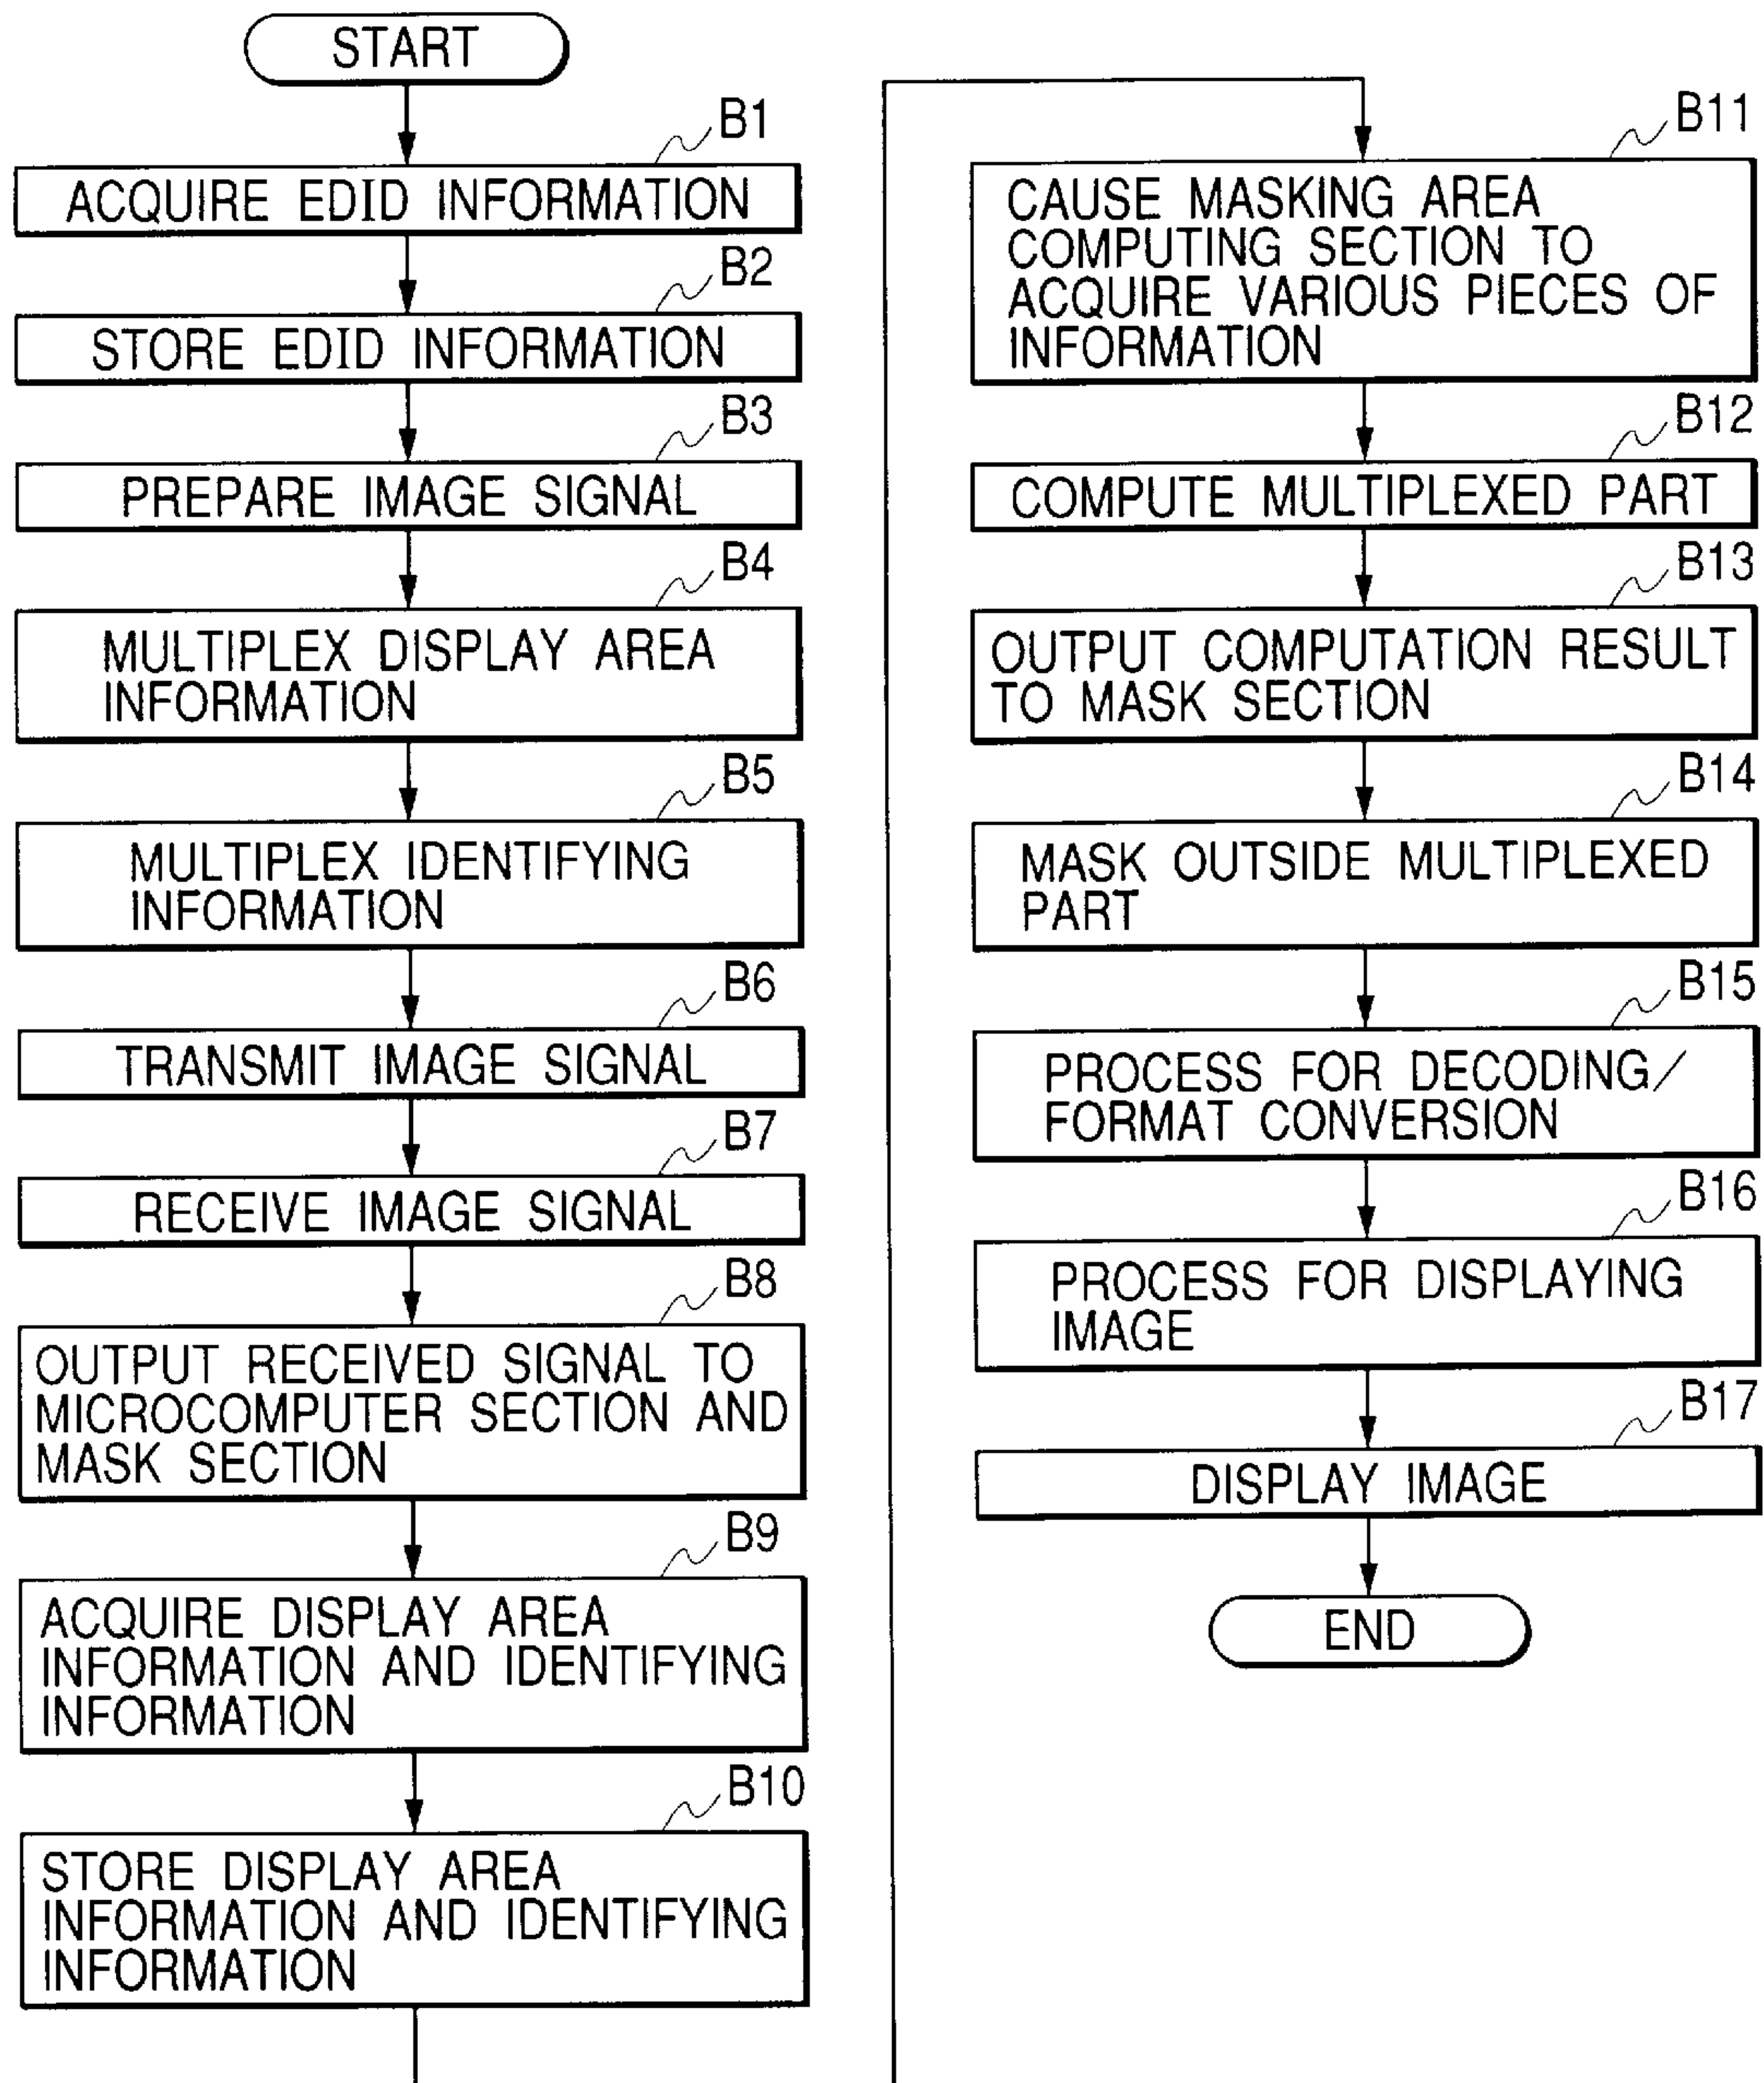 START
B1
ACQUIRE EDID INFORMATION
B2
STORE EDID INFORMATION
B3
PREPARE IMAGE SIGNAL
B4
MULTIPLEX DISPLAY AREA
INFORMATION
B5
MULTIPLEX IDENTIFYING
INFORMATION
B6
TRANSMIT IMAGE SIGNAL
B7
RECEIVE IMAGE SIGNAL
B8
OUTPUT RECEIVED SIGNAL TO
MICROCOMPUTER SECTION AND
MASK SECTION
B9
ACQUIRE DISPLAY AREA
INFORMATION AND IDENTIFYING
INFORMATION
B10
STORE DISPLAY AREA
INFORMATION AND IDENTIFYING
INFORMATION
B11
CAUSE MASKING AREA
COMPUTING SECTION TO
ACQUIRE VARIOUS PIECES OF
INFORMATION
B12
COMPUTE MULTIPLEXED PART
B13
OUTPUT COMPUTATION RESULT
TO MASK SECTION
B14
MASK OUTSIDE MULTIPLEXED
PART
B15
PROCESS FOR DECODING/
FORMAT CONVERSION
B16
PROCESS FOR DISPLAYING
IMAGE
B17
DISPLAY IMAGE
END